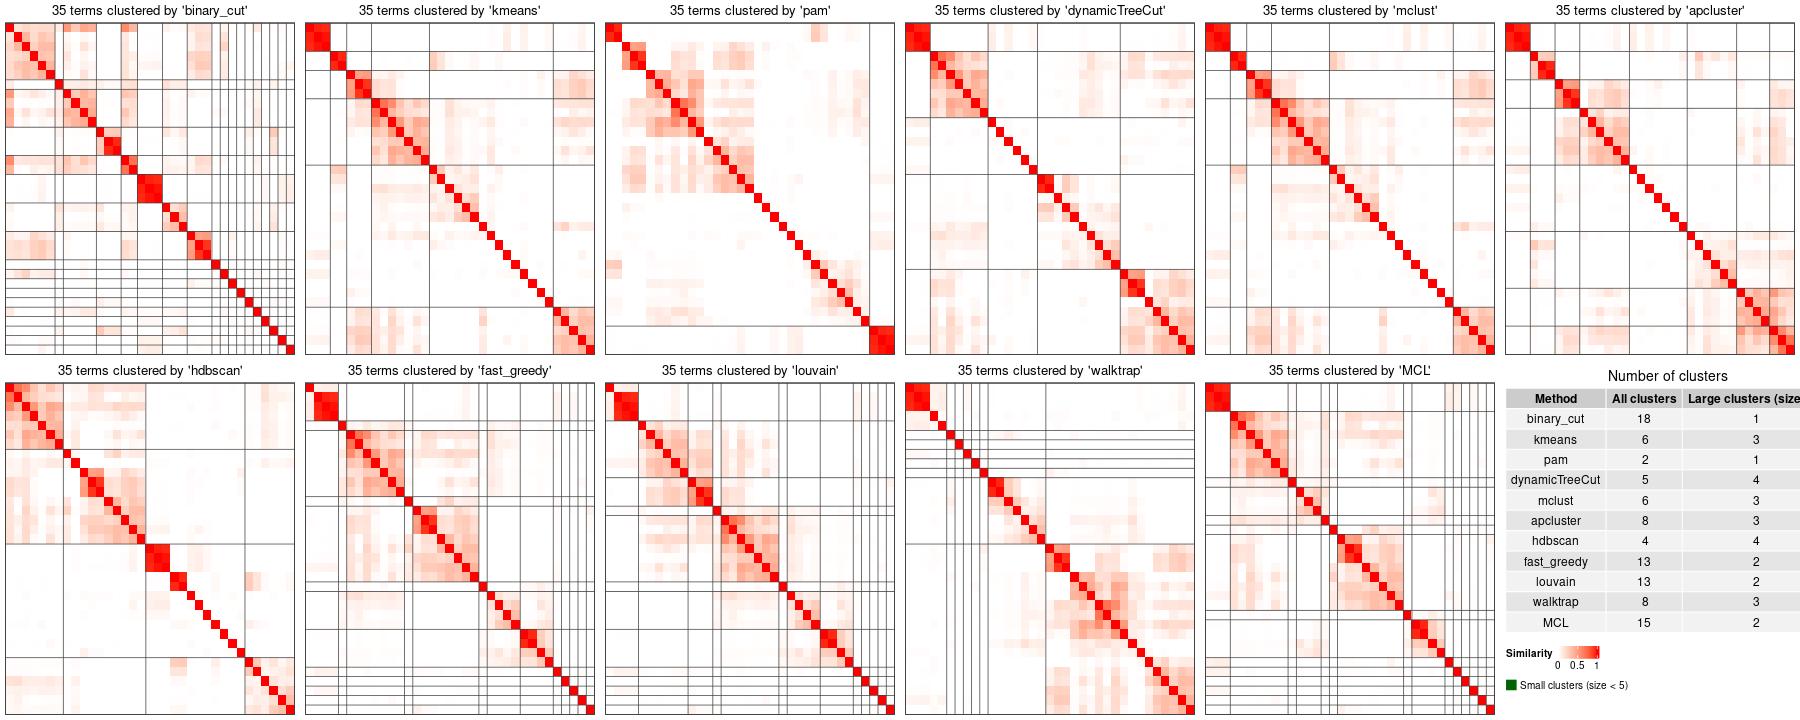 35 terms clustered by 'binary_cut'
35 terms clustered by 'kmeans'
35 terms clustered by 'pam'
35 terms clustered by 'dynamicTreeCut'
35 terms clustered by 'mclust'
35 terms clustered by 'apcluster'
35 terms clustered by 'hdbscan'
35 terms clustered by 'fast_greedy'
35 terms clustered by 'louvain'
35 terms clustered by 'walktrap'
35 terms clustered by 'MCL'
Number of clusters
Method All clusters Large clusters (size
binary_cut 18 1
kmeans 6 3
pam 2 1
dynamicTreeCut 5 4
mclust 6 3
apcluster 8 3
hdbscan 4 4
fast_greedy 13 2
louvain 13 2
walktrap 8 3
MCL 15 2
Similarity
0 0.5 1
Small clusters (size < 5)